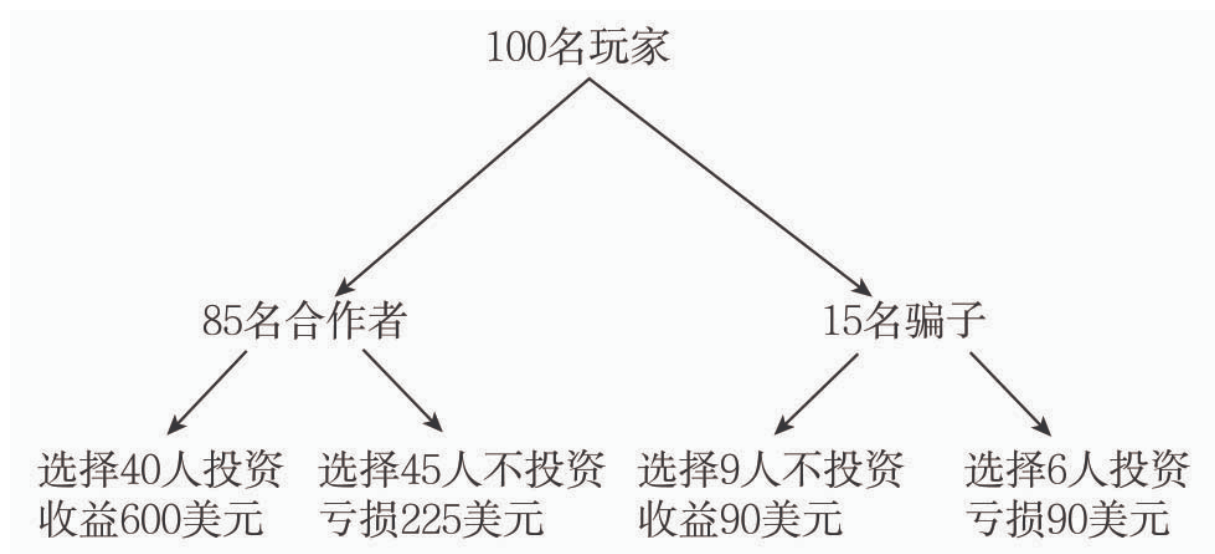 100名玩家
85名合作者
15名骗子
选择40人投资
收益600美元
选择45人不投资
亏损225美元
选择9人不投资
收益90美元
选择6人投资
亏损90美元